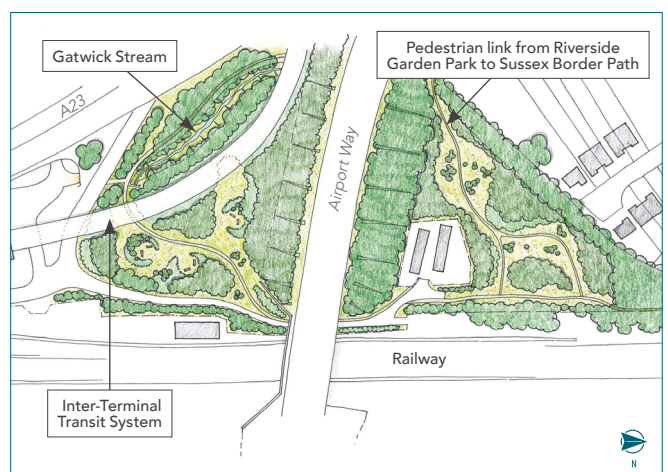 Gatwick Stream
Pedestrian link from Riverside
Garden Park to Sussex Border Path
A23
Airport Way
Railway
Inter-Terminal
Transit System
N